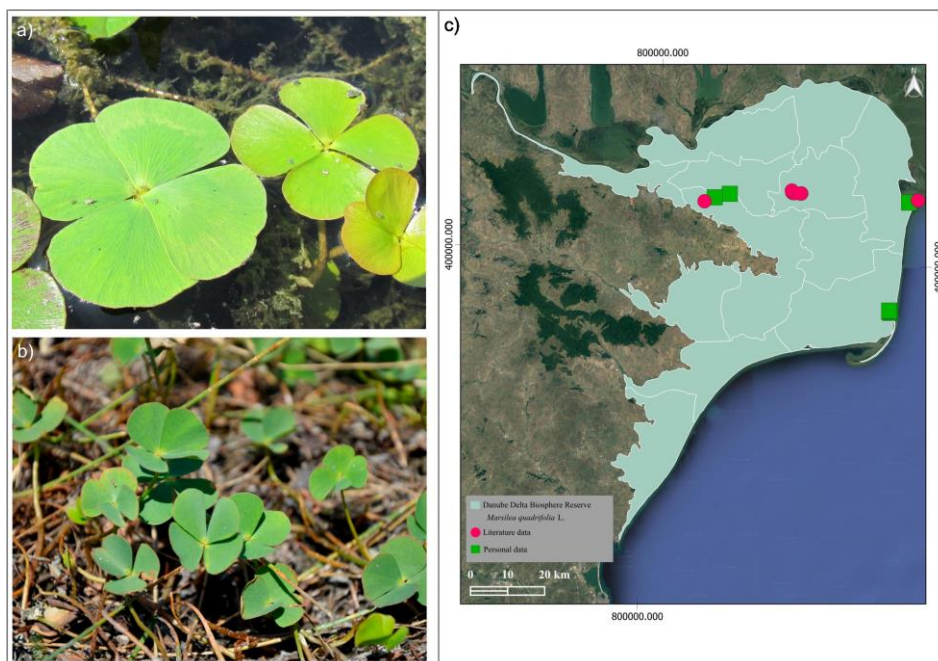 a)
b)
c)
800000.000
N
400000.000
400000.000
Danube Delta Biosphere Reserve
Marsilea quadrifolia L.
Literature data
Personal data
0 10 20 km
800000.000